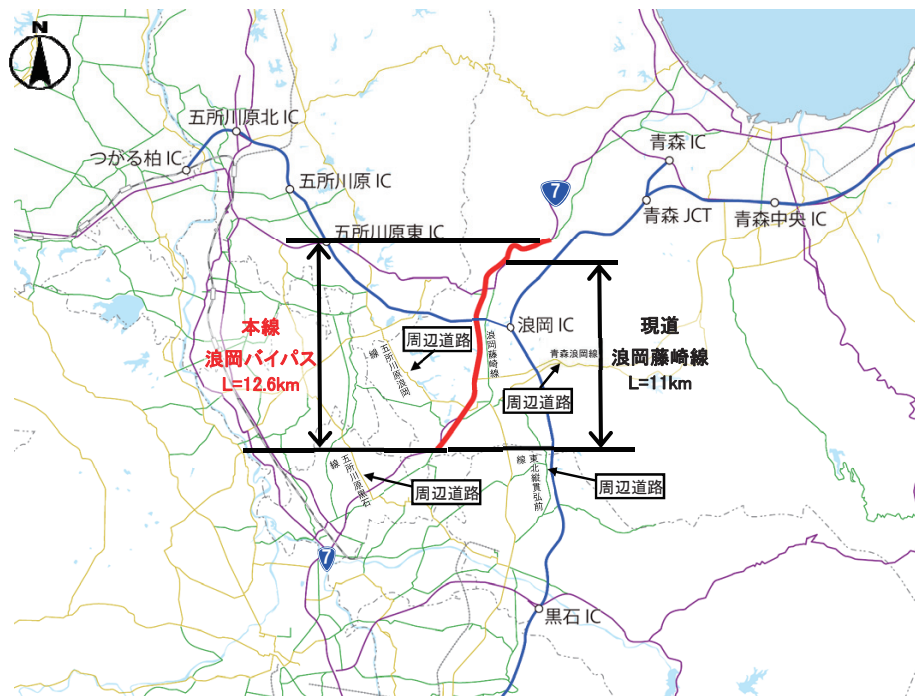 N
五所川原北 IC
つがる柏 IC
五所川原 IC
五所川原東 IC
7
青森 IC
青森 JCT
青森中央 IC
本線
浪岡バイパス
L=12.6km
周辺道路
五所川原浪岡線
浪岡藤崎線
浪岡 IC
青森浪岡線
周辺道路
現道
浪岡藤崎線
L=11km
五所川原黒石線
周辺道路
東北縦貫弘前線
周辺道路
7
黒石 IC